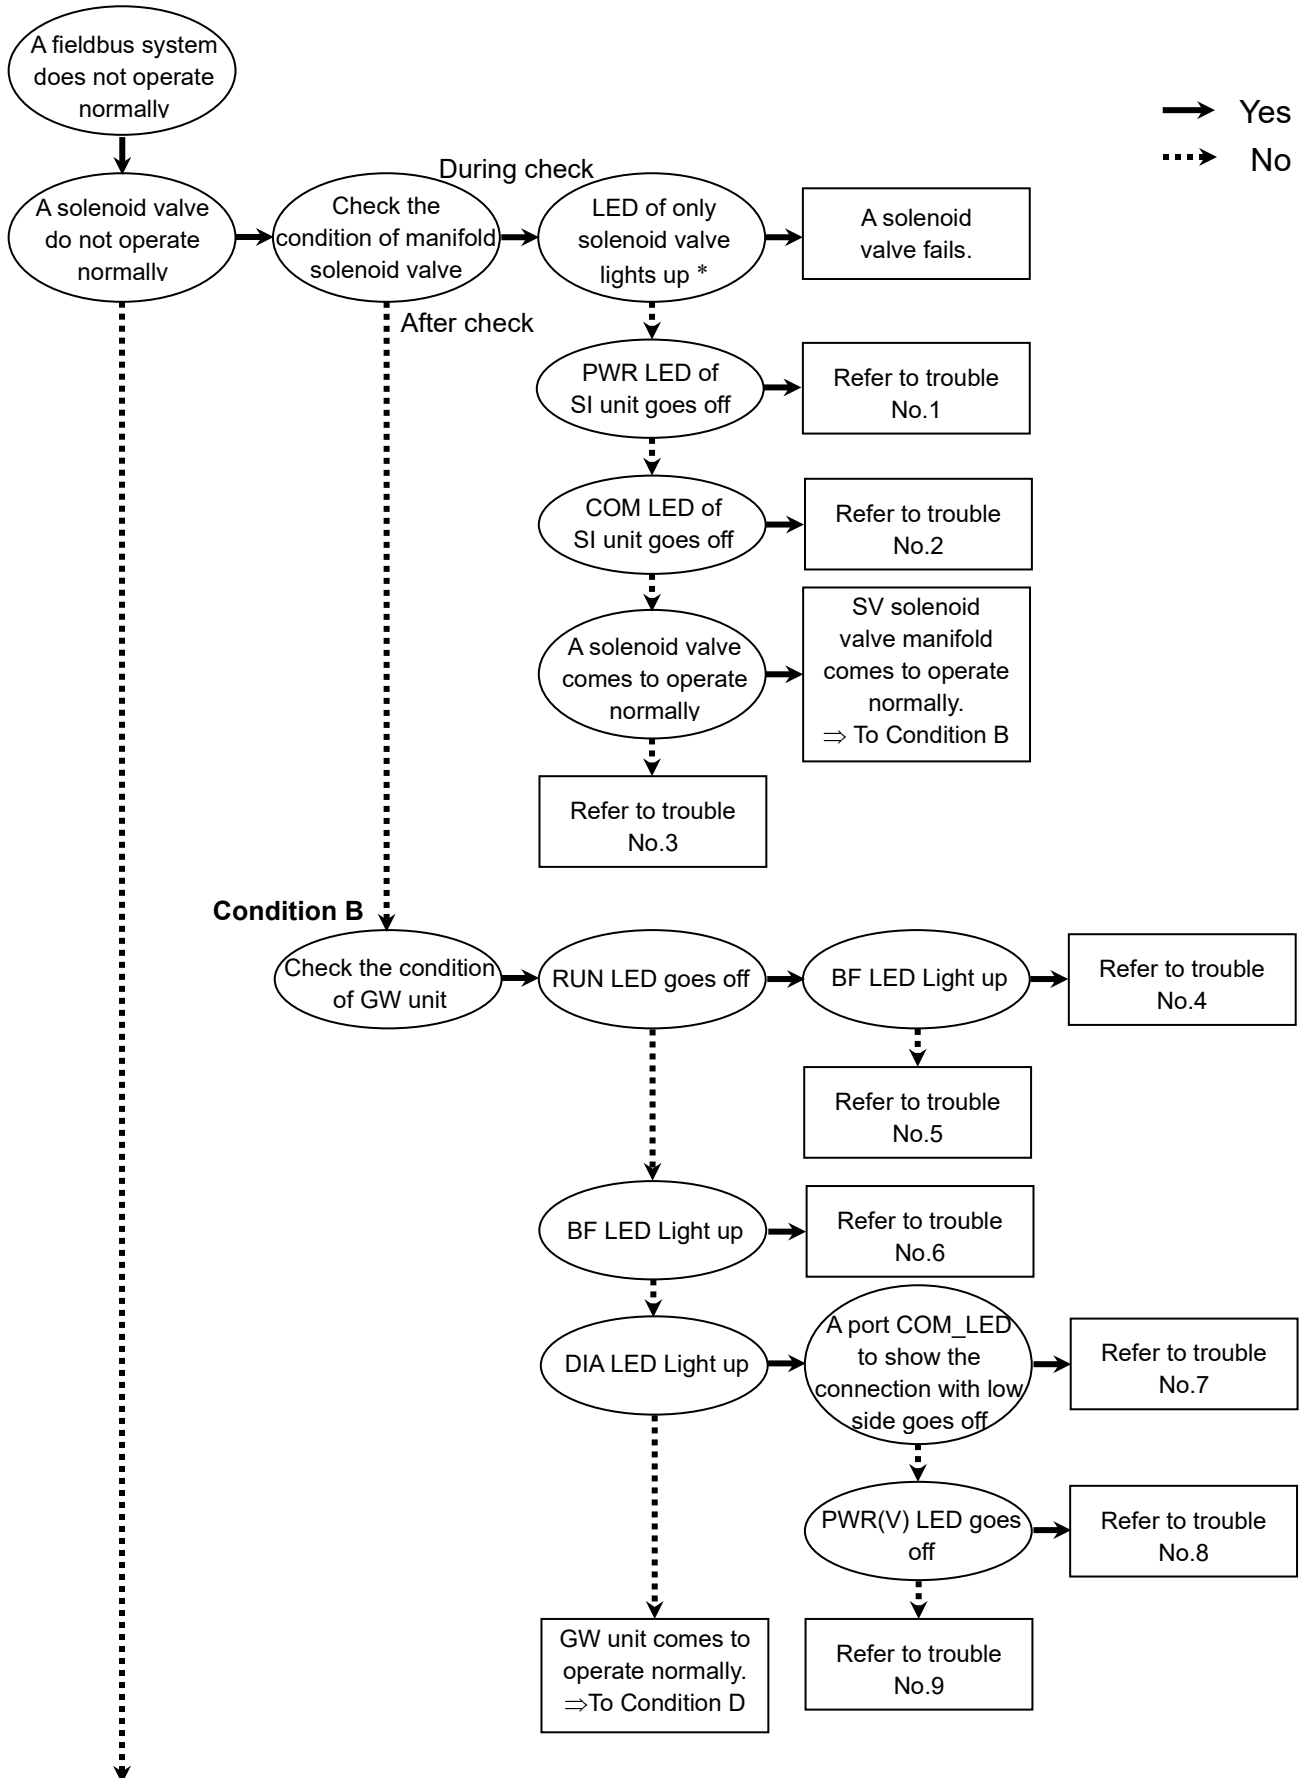 A fieldbus system
does not operate
normally
Yes
No
A solenoid valve
do not operate
normally
Check the
condition of manifold
solenoid valve
During check
After check
LED of only
solenoid valve
lights up *
A solenoid
valve fails.
PWR LED of
SI unit goes off
Refer to trouble
No.1
COM LED of
SI unit goes off
Refer to trouble
No.2
A solenoid valve
comes to operate
normally
SV solenoid
valve manifold
comes to operate
normally.
⇒ To Condition B
Refer to trouble
No.3
Condition B
Check the condition
of GW unit
RUN LED goes off
BF LED Light up
Refer to trouble
No.4
Refer to trouble
No.5
BF LED Light up
Refer to trouble
No.6
DIA LED Light up
A port COM_LED
to show the
connection with low
side goes off
Refer to trouble
No.7
PWR(V) LED goes
off
Refer to trouble
No.8
GW unit comes to
operate normally.
⇒To Condition D
Refer to trouble
No.9